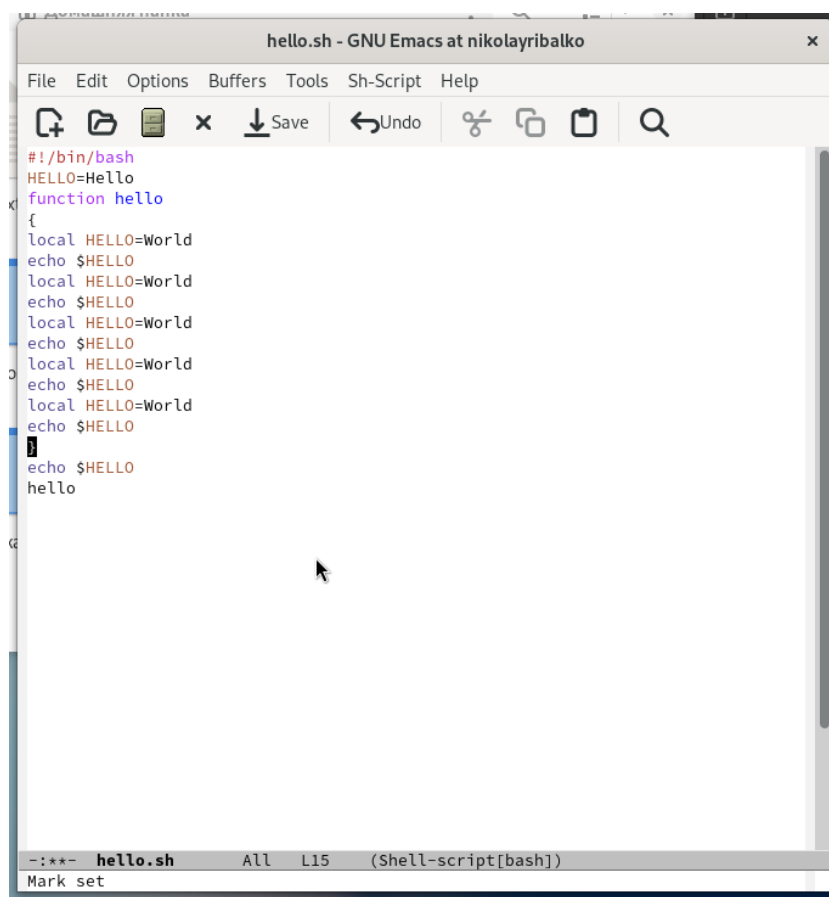 Домашняя папка
hello.sh - GNU Emacs at nikolayribalko
File Edit Options Buffers Tools Sh-Script Help
Save Undo
#!/bin/bash
HELLO=Hello
function hello
{
local HELLO=World
echo $HELLO
local HELLO=World
echo $HELLO
local HELLO=World
echo $HELLO
local HELLO=World
echo $HELLO
local HELLO=World
echo $HELLO
}
echo $HELLO
hello
-:**- hello.sh All L15 (Shell-script[bash])
Mark set